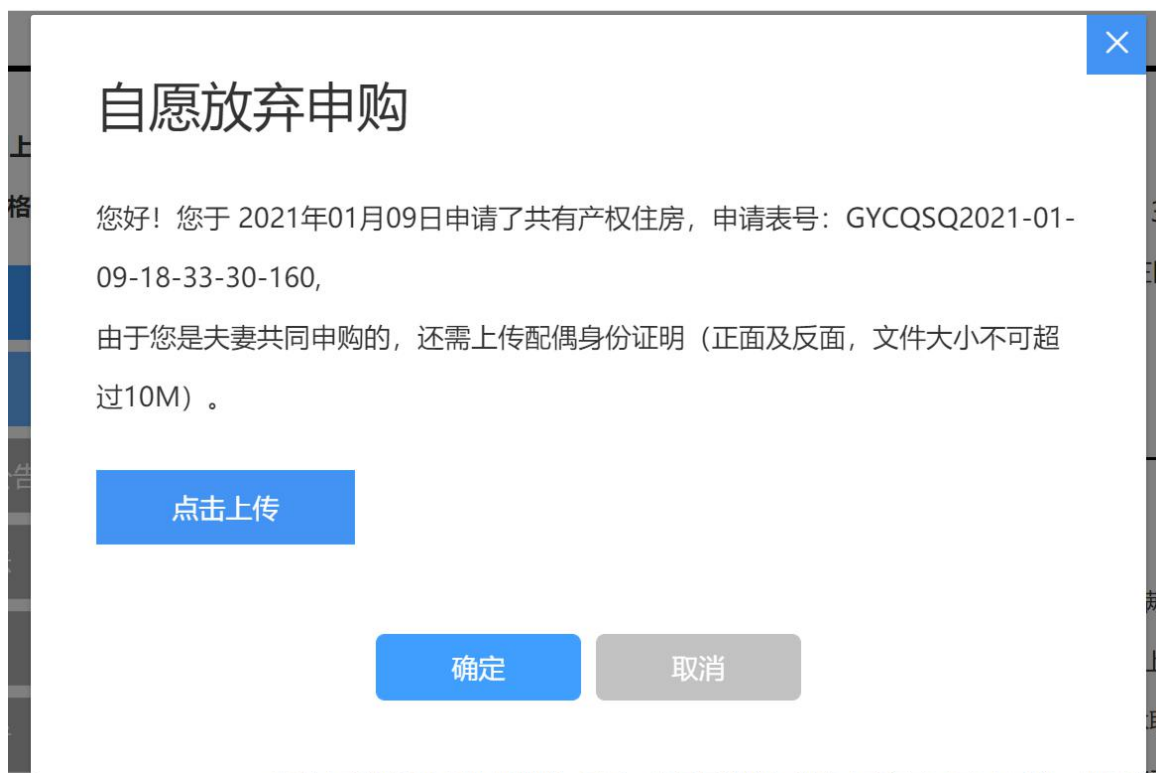 自愿放弃申购
上
格
您好！您于 2021年01月09日申请了共有产权住房，申请表号：GYCQSQ2021-01-
09-18-33-30-160,
由于您是夫妻共同申购的，还需上传配偶身份证明（正面及反面，文件大小不可超
过10M）。
告
点击上传
确定 取消